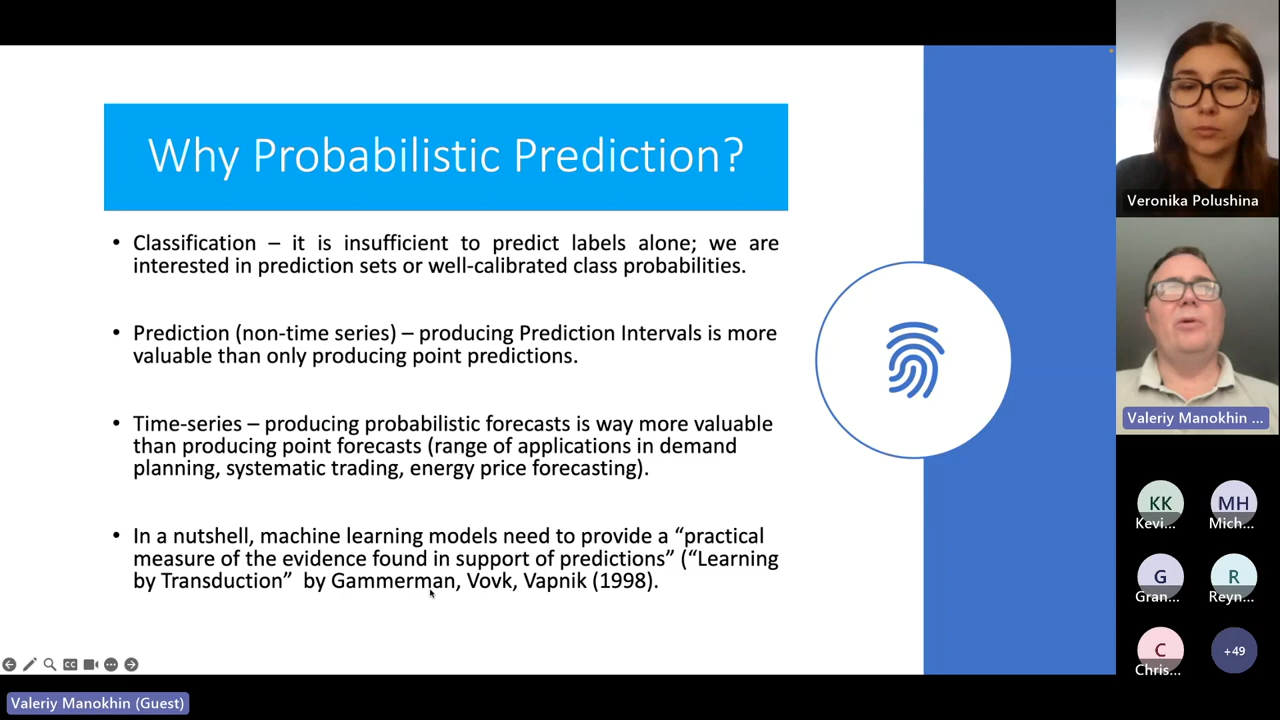 Why Probabilistic Prediction?
• Classification – it is insufficient to predict labels alone; we are
interested in prediction sets or well-calibrated class probabilities.
• Prediction (non-time series) – producing Prediction Intervals is more
valuable than only producing point predictions.
• Time-series – producing probabilistic forecasts is way more valuable
than producing point forecasts (range of applications in demand
planning, systematic trading, energy price forecasting).
• In a nutshell, machine learning models need to provide a “practical
measure of the evidence found in support of predictions” (“Learning
by Transduction” by Gammerman, Vovk, Vapnik (1998).
CC
Valeriy Manokhin (Guest)
Veronika Polushina
Valeriy Manokhin ...
KK
Kevi...
MH
Mich...
G
Gran...
R
Reyn...
C
Chris...
+49